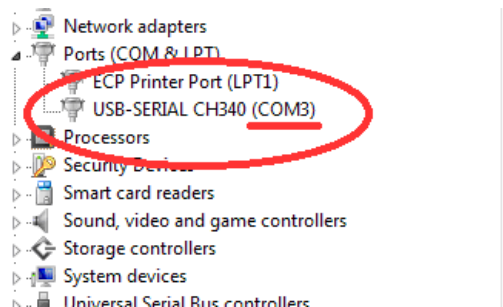 Network adapters
Ports (COM & LPT)
ECP Printer Port (LPT1)
USB-SERIAL CH340 (COM3)
Processors
Security Devices
Smart card readers
Sound, video and game controllers
Storage controllers
System devices
Universal Serial Bus controllers